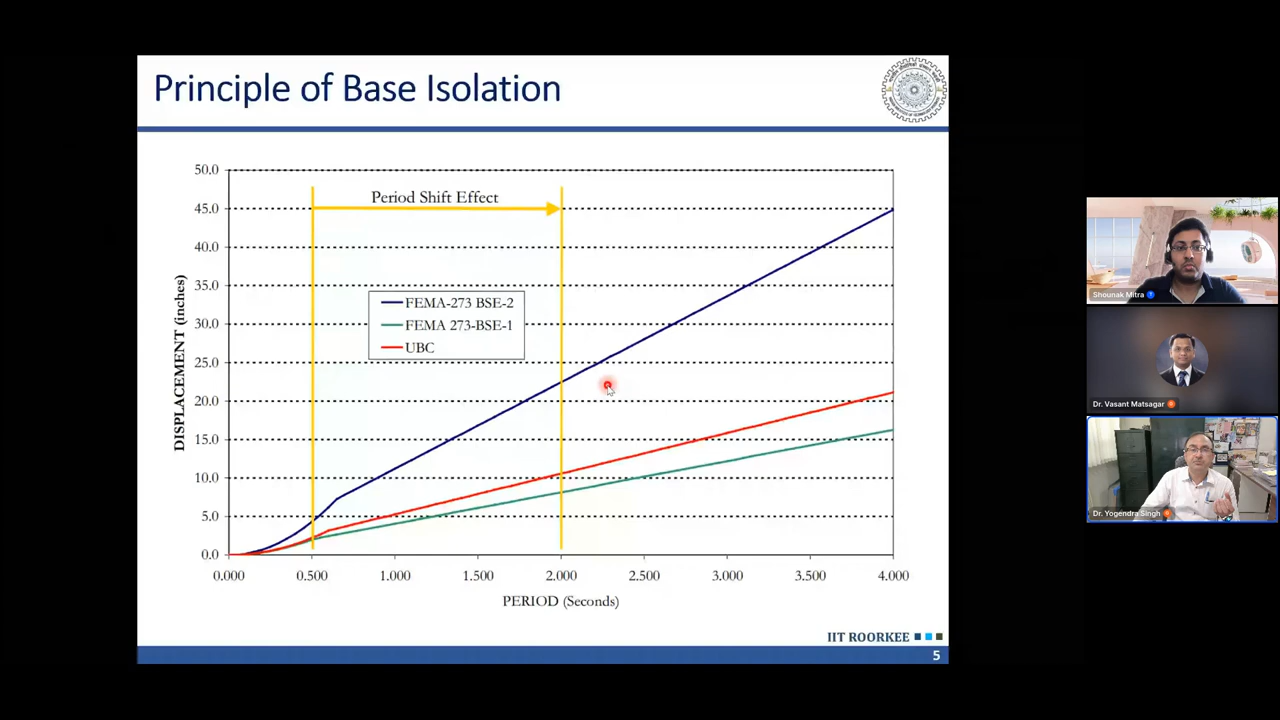 Principle of Base Isolation
50.0
45.0
40.0
35.0
30.0
25.0
20.0
15.0
10.0
5.0
0.0
DISPLACEMENT (inches)
Period Shift Effect
FEMA-273 BSE-2
FEMA 273-BSE-1
UBC
0.000 0.500 1.000 1.500 2.000 2.500 3.000 3.500 4.000
PERIOD (Seconds)
IIT ROORKEE
5
Shounak Mitra
Dr. Vasant Matsagar
Dr. Yogendra Singh